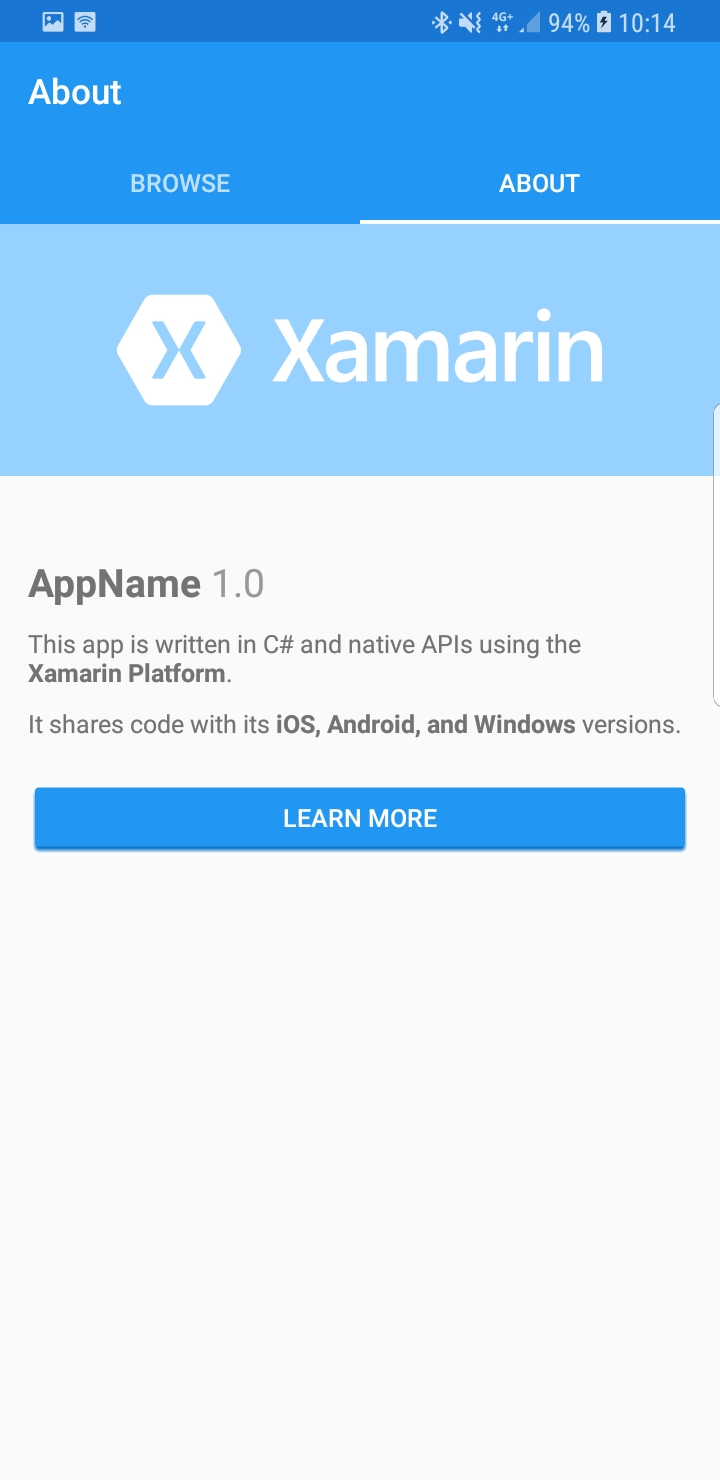 4G+ 94% 10:14
About
BROWSE ABOUT
X Xamarin
AppName 1.0
This app is written in C# and native APIs using the
Xamarin Platform.
It shares code with its iOS, Android, and Windows versions.
LEARN MORE